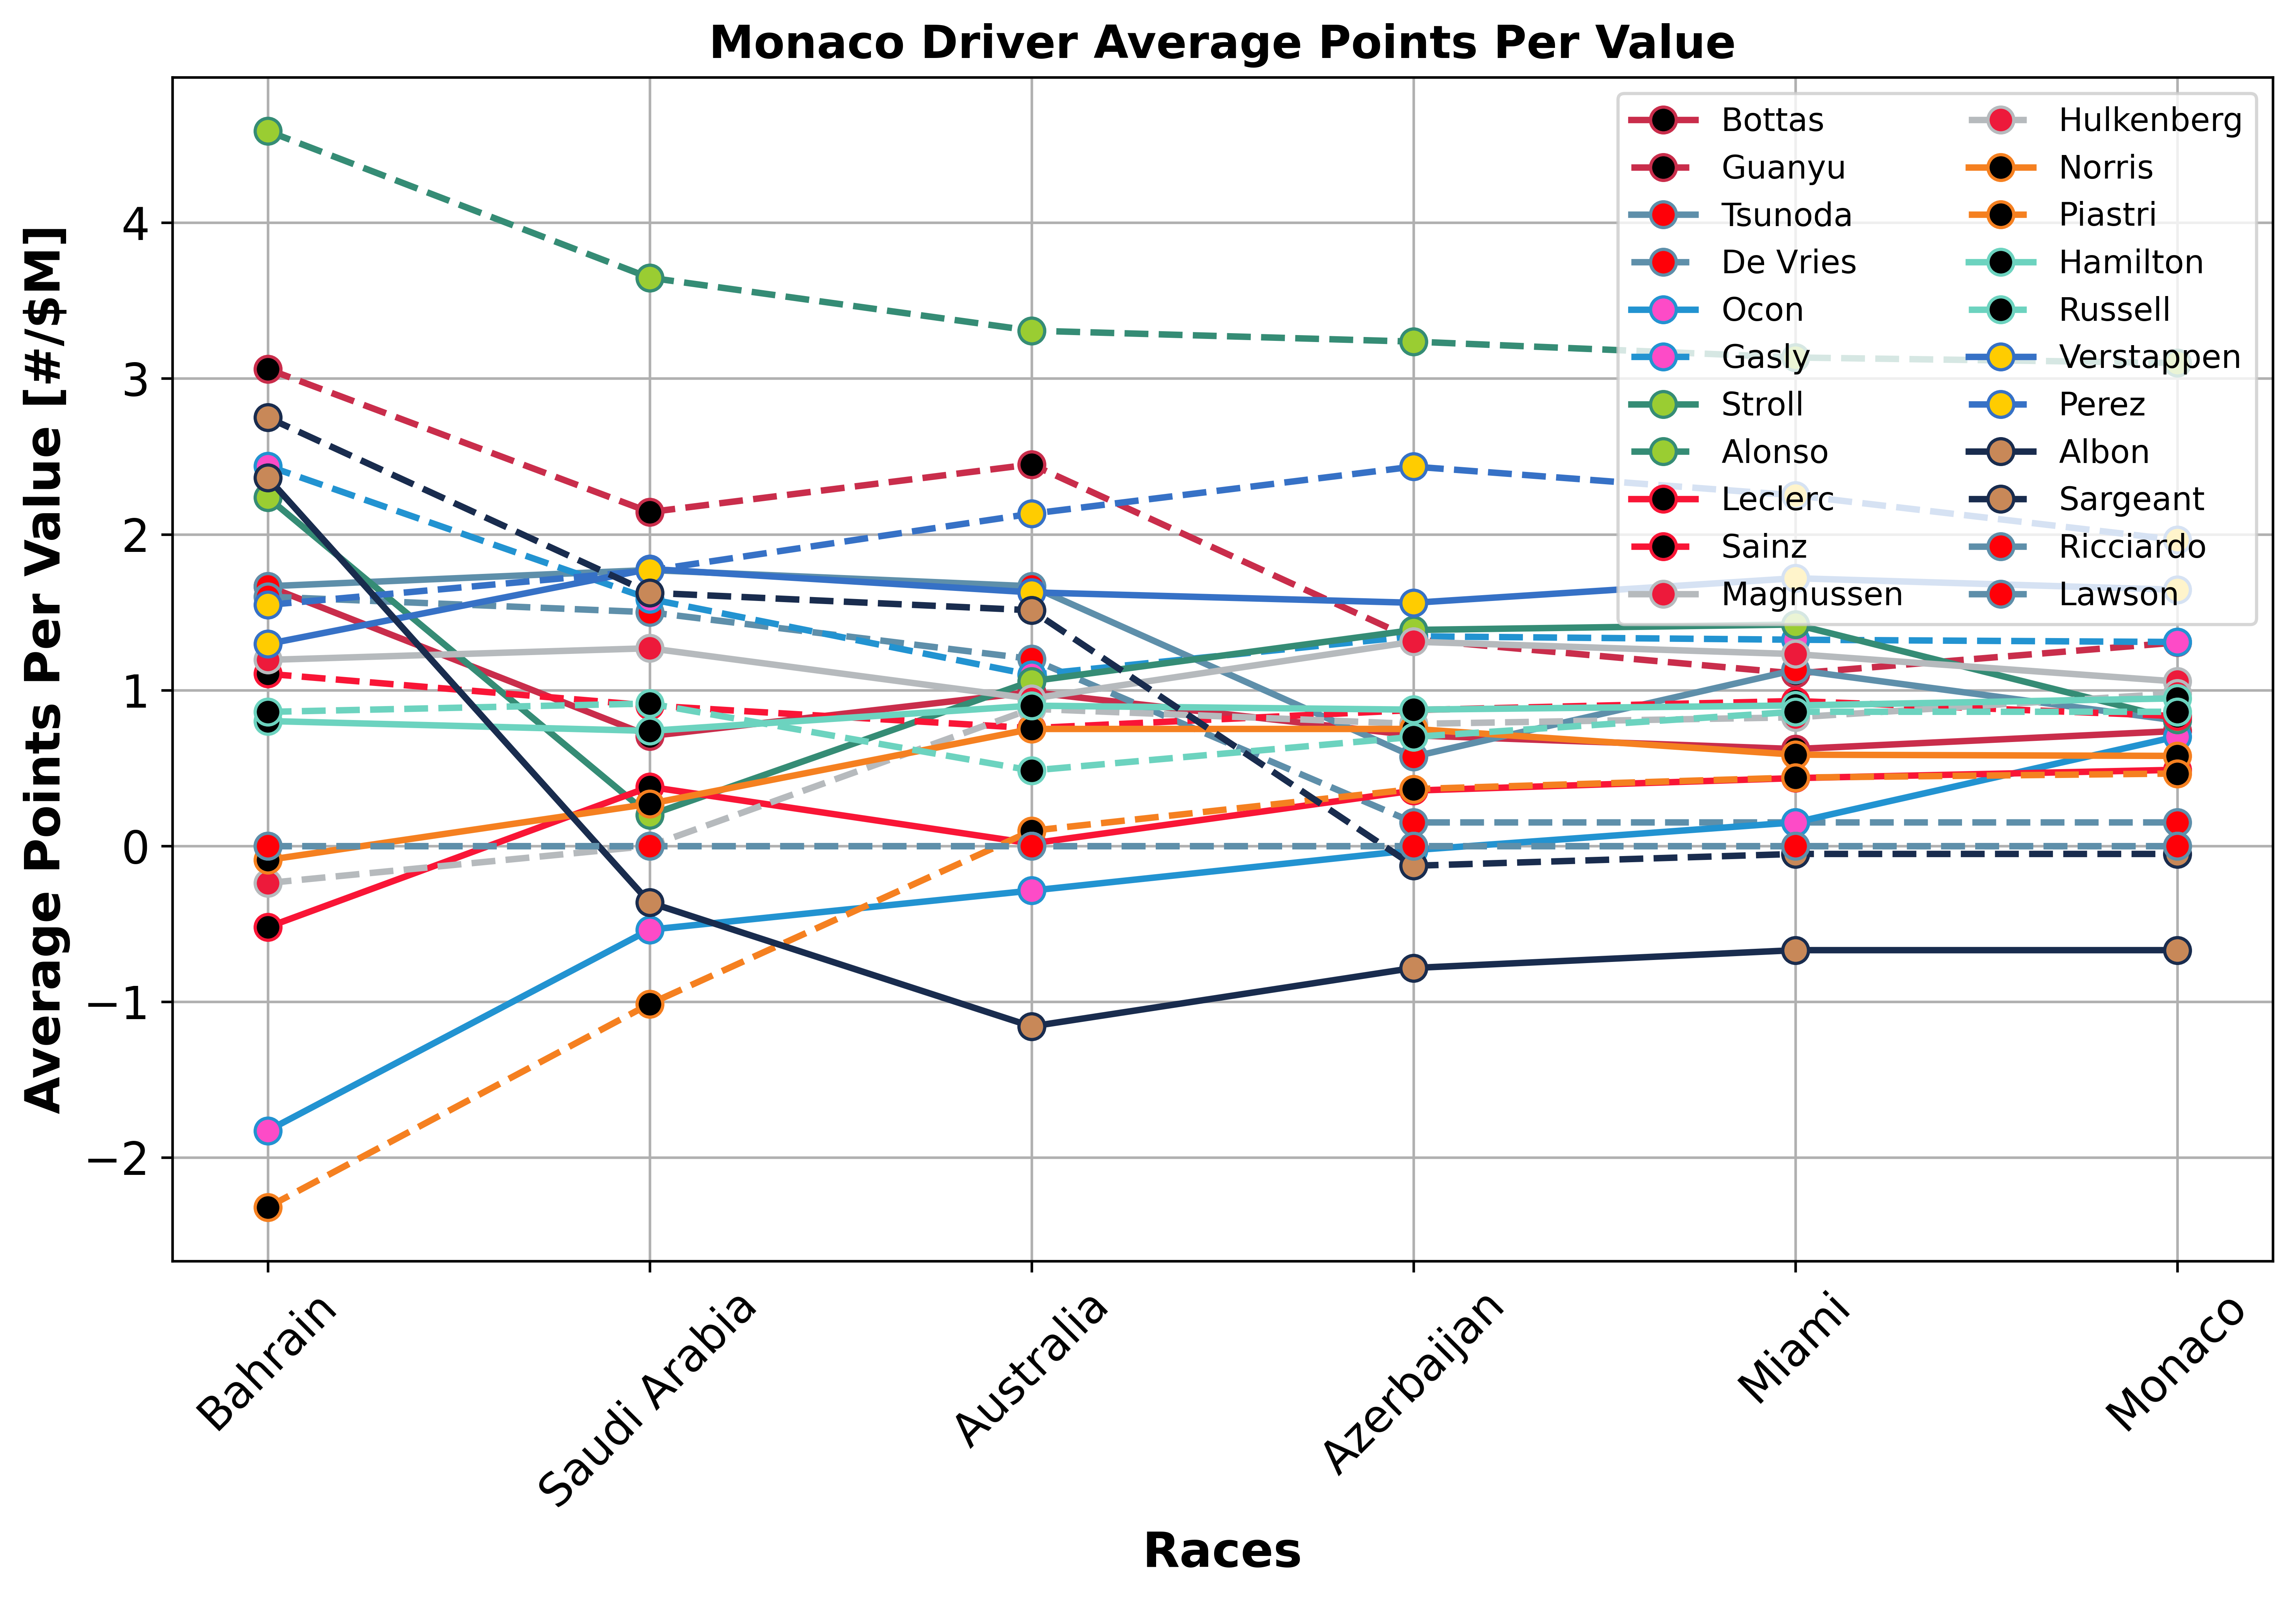 Monaco Driver Average Points Per Value
Average Points Per Value [#/$M]
4
3
2
1
0
−1
−2
Bottas
Guanyu
Tsunoda
De Vries
Ocon
Gasly
Stroll
Alonso
Leclerc
Sainz
Magnussen
Hulkenberg
Norris
Piastri
Hamilton
Russell
Verstappen
Perez
Albon
Sargeant
Ricciardo
Lawson
Bahrain
Saudi Arabia
Australia
Azerbaijan
Miami
Monaco
Races